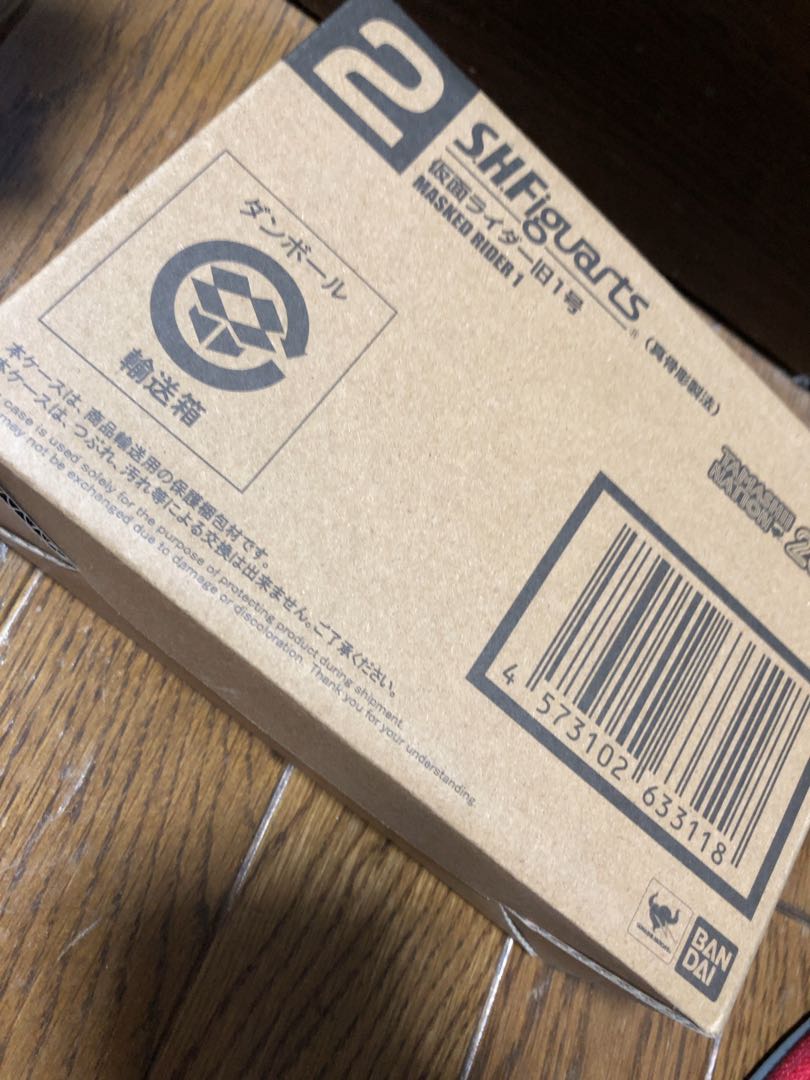 2
S.H.Figuarts
仮面ライダー旧1号
(真骨彫製法)
MASKED RIDER 1
ダンボール
輸送箱
本ケースは、商品輸送用の保護梱包材です。
本ケースは、つぶれ、汚れ等による交換は出来ません。ご了承ください。
case is used solely for the purpose of protecting product during shipment.
may not be exchanged due to damage or discoloration. Thank you for your understanding.
TAMASHII
NATION
4 573102 633118
BAN
DAI